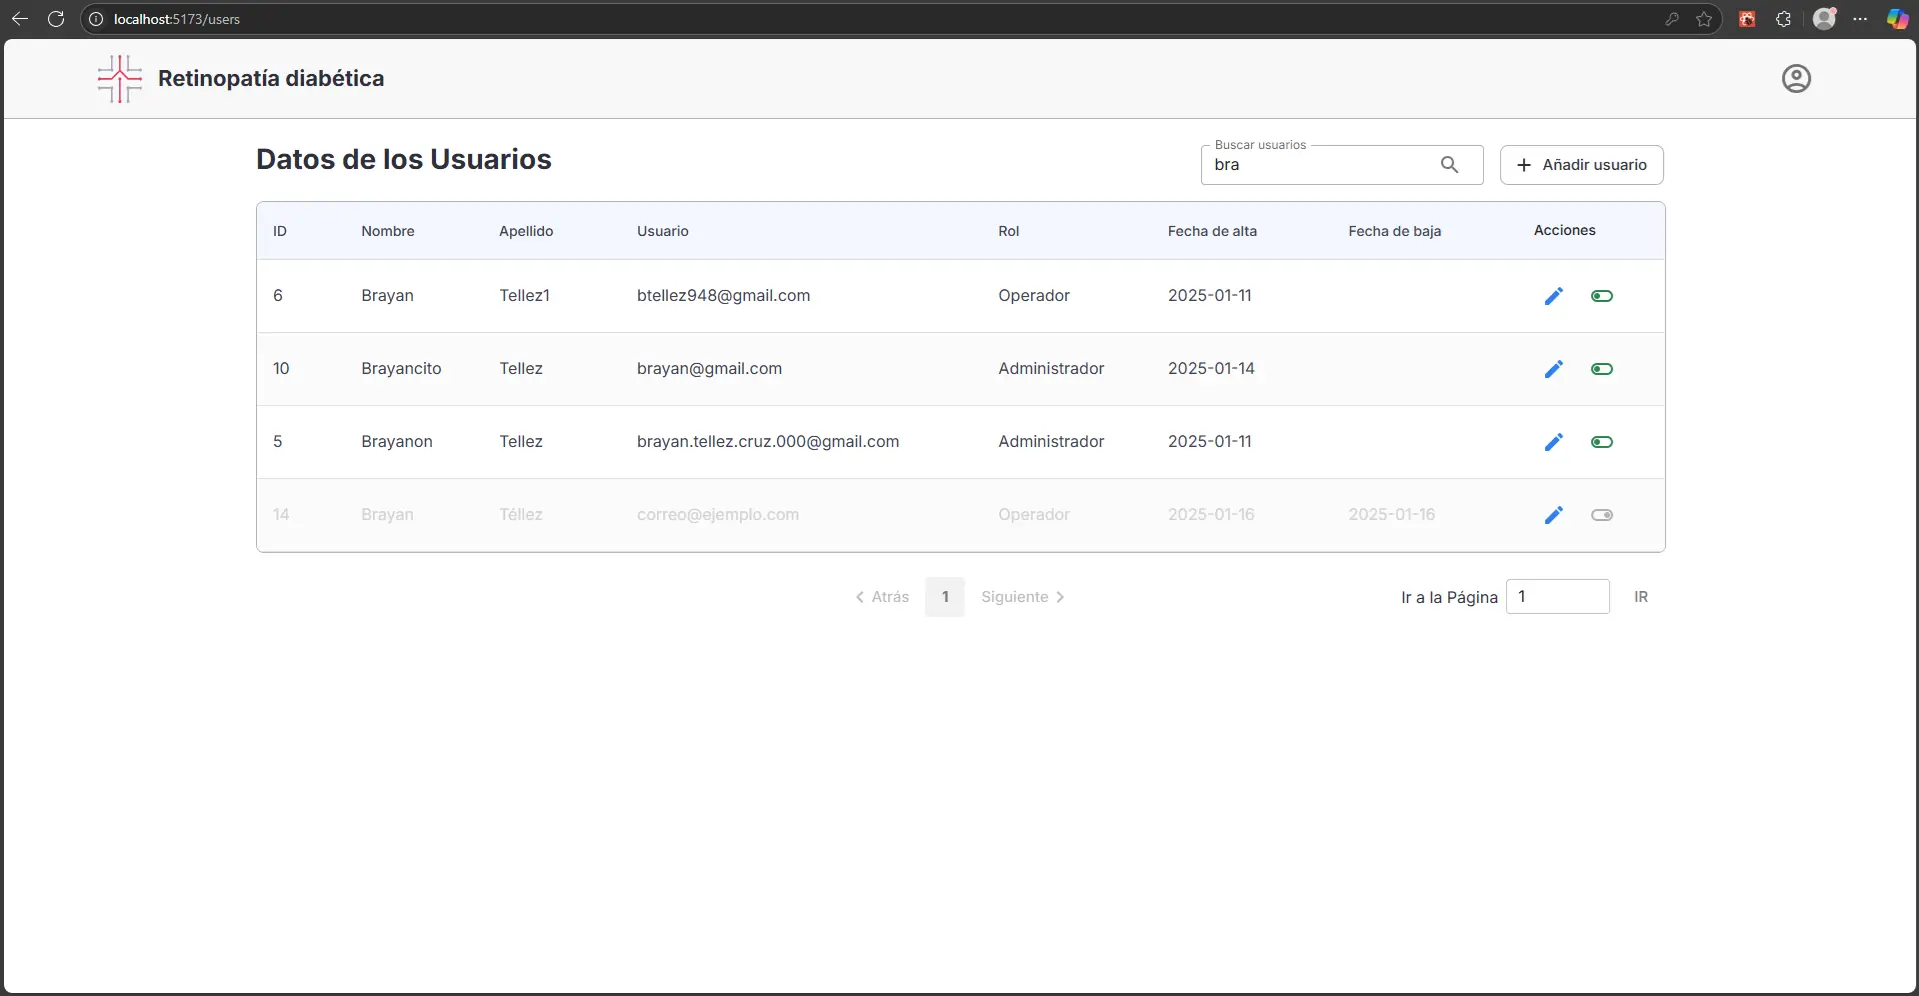 localhost:5173/users
Retinopatía diabética
Datos de los Usuarios
Buscar usuarios
bra
Añadir usuario
ID Nombre Apellido Usuario Rol Fecha de alta Fecha de baja Acciones
6 Brayan Tellez1 btellez948@gmail.com Operador 2025-01-11
10 Brayancito Tellez brayan@gmail.com Administrador 2025-01-14
5 Brayanon Tellez brayan.tellez.cruz.000@gmail.com Administrador 2025-01-11
14 Brayan Téllez correo@ejemplo.com Operador 2025-01-16 2025-01-16
Atrás 1 Siguiente Ir a la Página 1 IR